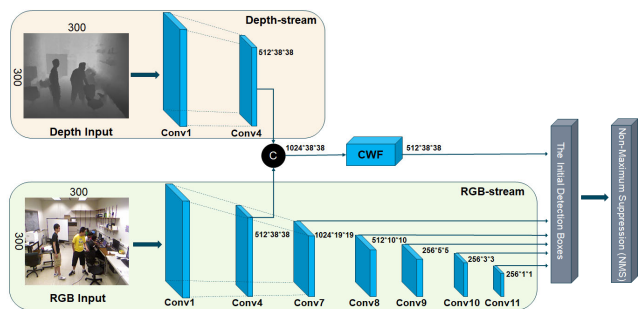 Depth-stream
300
300
512*38*38
Depth Input
Conv1
Conv4
C
1024*38*38
CWF
512*38*38
RGB-stream
300
300
512*38*38
1024*19*19
512*10*10
256*5*5
256*3*3
256*1*1
RGB Input
Conv1
Conv4
Conv7
Conv8
Conv9
Conv10
Conv11
The Initial Detection Boxes
Non-Maximum Suppression (NMS)